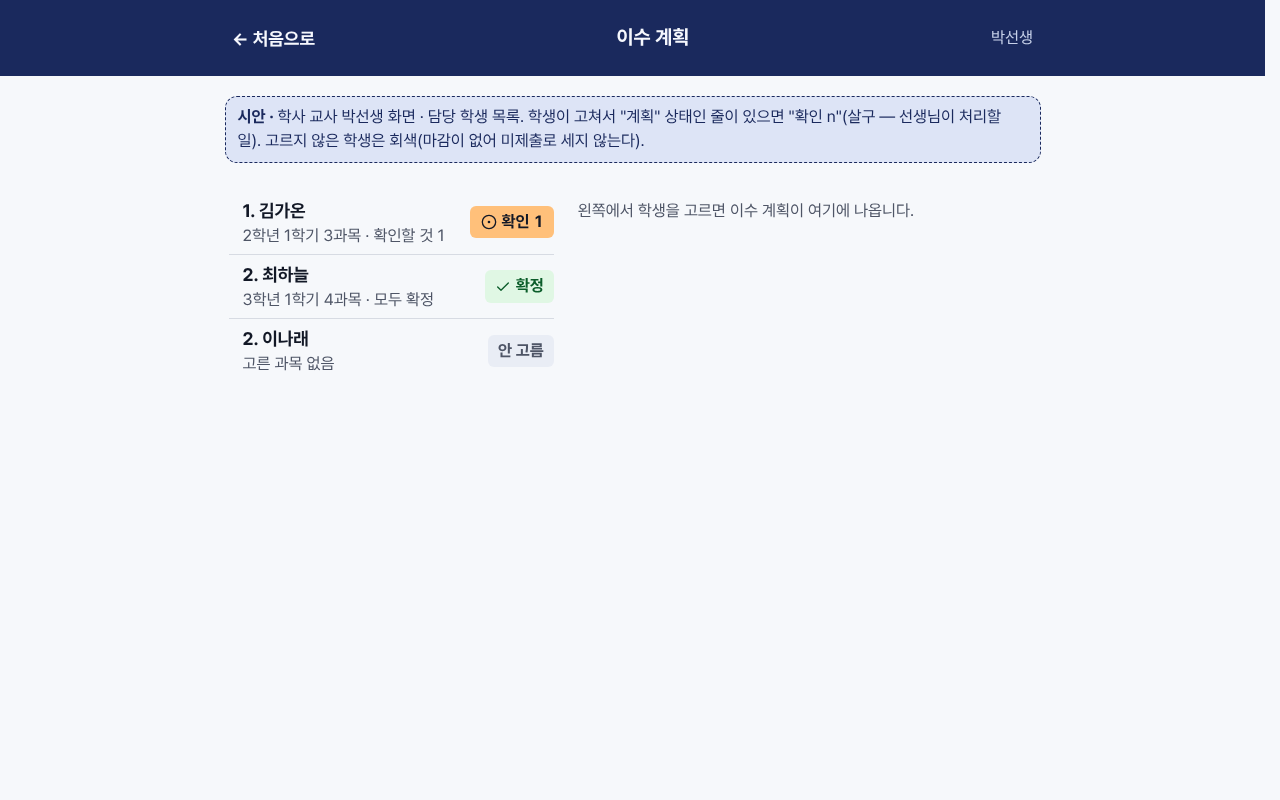 ← 처음으로
이수 계획
박선생
시안 · 학사 교사 박선생 화면 · 담당 학생 목록. 학생이 고쳐서 "계획" 상태인 줄이 있으면 "확인 n"(살구 — 선생님이 처리할
일). 고르지 않은 학생은 회색(마감이 없어 미제출로 세지 않는다).
1. 김가온
2학년 1학기 3과목 · 확인할 것 1
확인 1
2. 최하늘
3학년 1학기 4과목 · 모두 확정
확정
2. 이나래
고른 과목 없음
안 고름
왼쪽에서 학생을 고르면 이수 계획이 여기에 나옵니다.